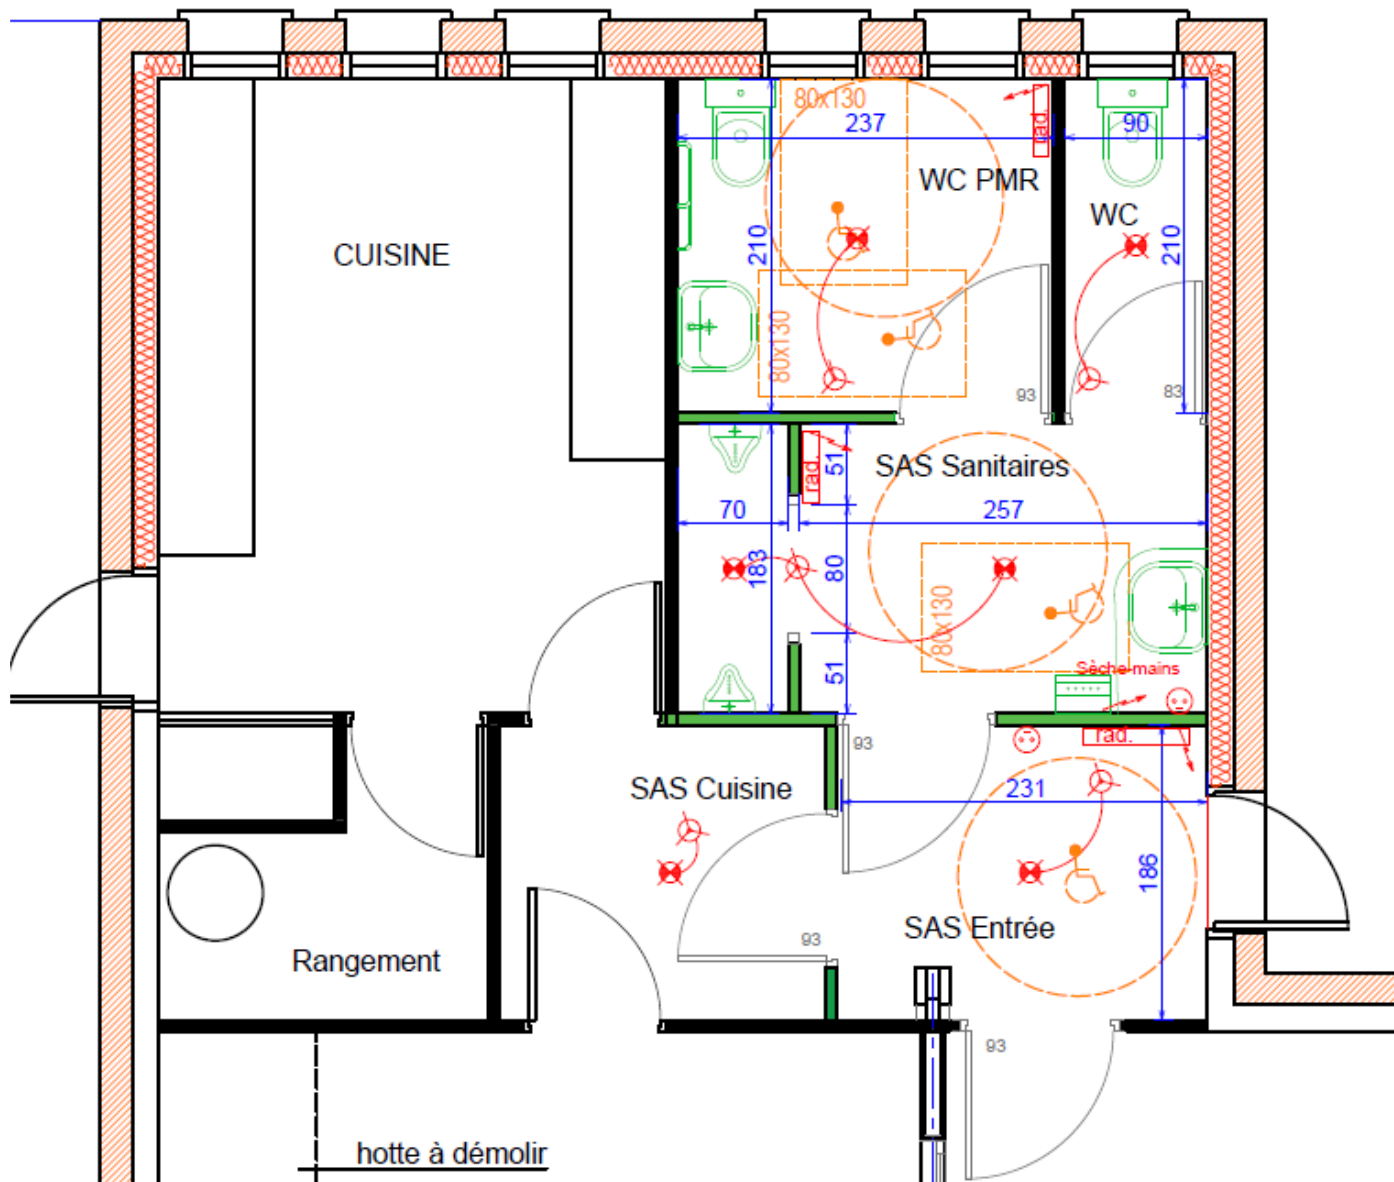 80x130
rad.
237
90
WC PMR
WC
CUISINE
210
210
80x130
93
83
51
rad.
SAS Sanitaires
70
257
183
80
80x130
51
Sèche-mains
93
rad.
SAS Cuisine
231
186
SAS Entrée
93
Rangement
93
hotte à démolir